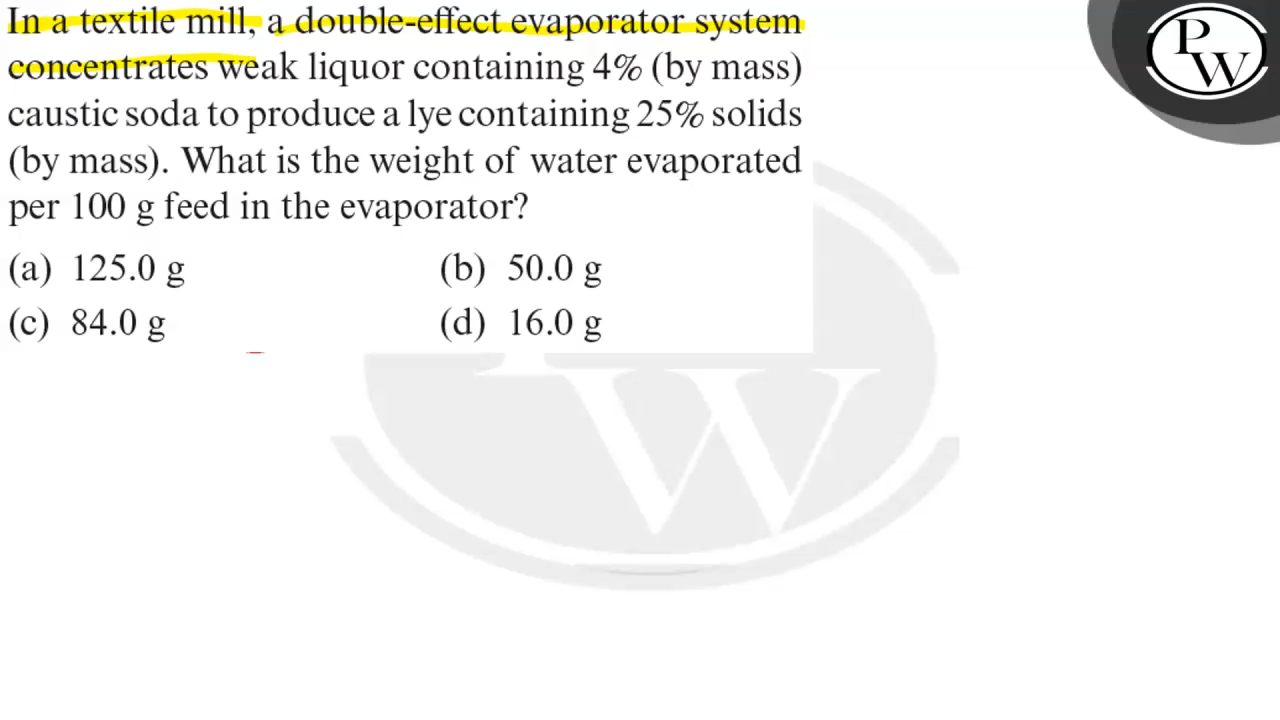 In a textile mill, a double-effect evaporator system
concentrates weak liquor containing 4% (by mass)
caustic soda to produce a lye containing 25% solids
(by mass). What is the weight of water evaporated
per 100 g feed in the evaporator?
(a) 125.0 g (b) 50.0 g
(c) 84.0 g (d) 16.0 g
PW
W